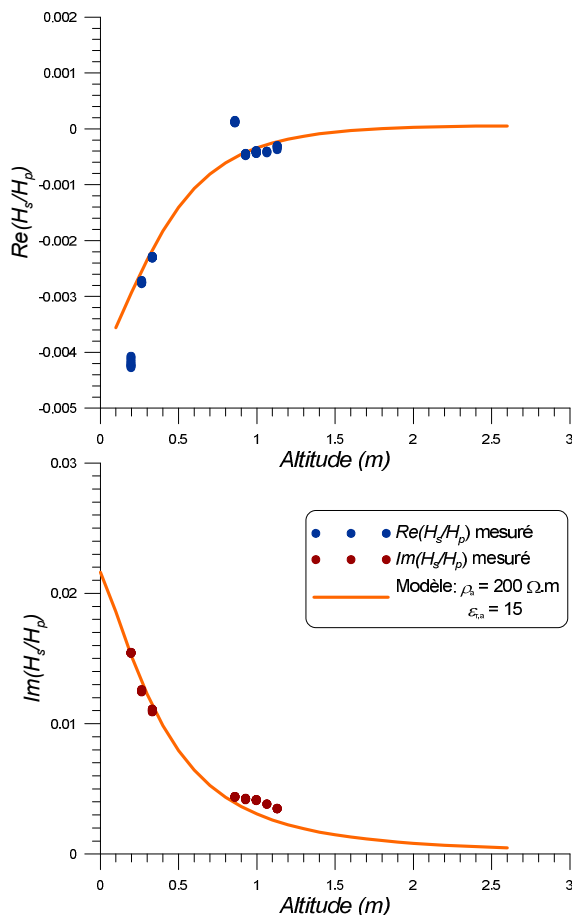 0.002
0.001
0
-0.001
-0.002
-0.003
-0.004
-0.005
Re(Hs/Hp)
0 0.5 1 1.5 2 2.5 3
Altitude (m)
0.03
0.02
0.01
0
Im(Hs/Hp)
Re(Hs/Hp) mesuré
Im(Hs/Hp) mesuré
Modèle: ρa = 200 Ω.m
εr,a = 15
0 0.5 1 1.5 2 2.5 3
Altitude (m)